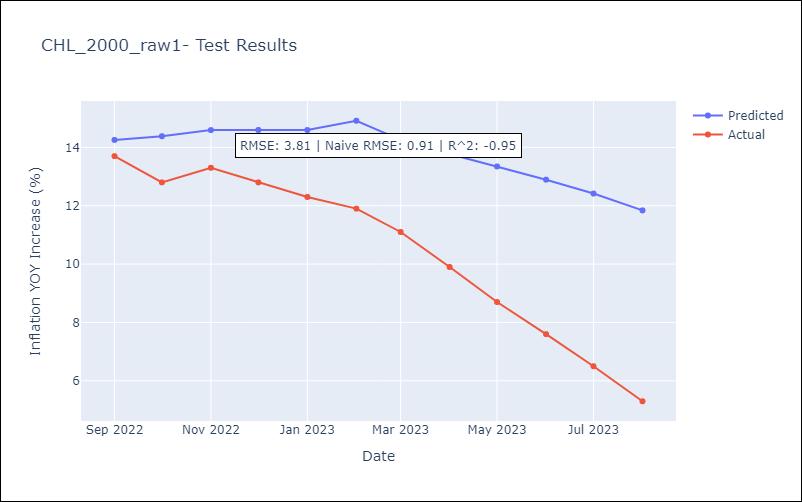 CHL_2000_raw1- Test Results
Predicted
Actual
RMSE: 3.81 | Naive RMSE: 0.91 | R^2: -0.95
Inflation YOY Increase (%)
14
12
10
8
6
Sep 2022
Nov 2022
Jan 2023
Mar 2023
May 2023
Jul 2023
Date